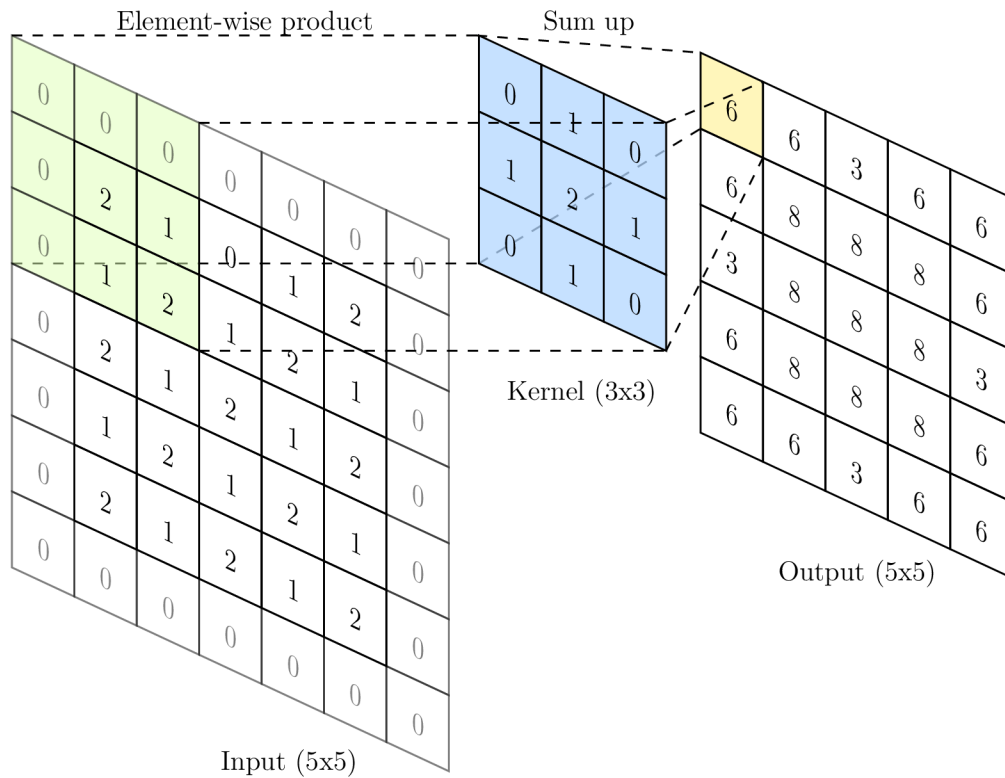 Element-wise product
Sum up
0 0 0 0 0 0 0
0 2 1 0 1 2 0
0 1 2 1 2 1 0
0 2 1 2 1 2 0
0 1 2 1 2 1 0
0 2 1 2 1 2 0
0 0 0 0 0 0 0
Input (5x5)
0 1 0
1 2 1
0 1 0
Kernel (3x3)
6 6 3 6 6
6 8 8 8 6
3 8 8 8 3
6 8 8 8 6
6 6 3 6 6
Output (5x5)